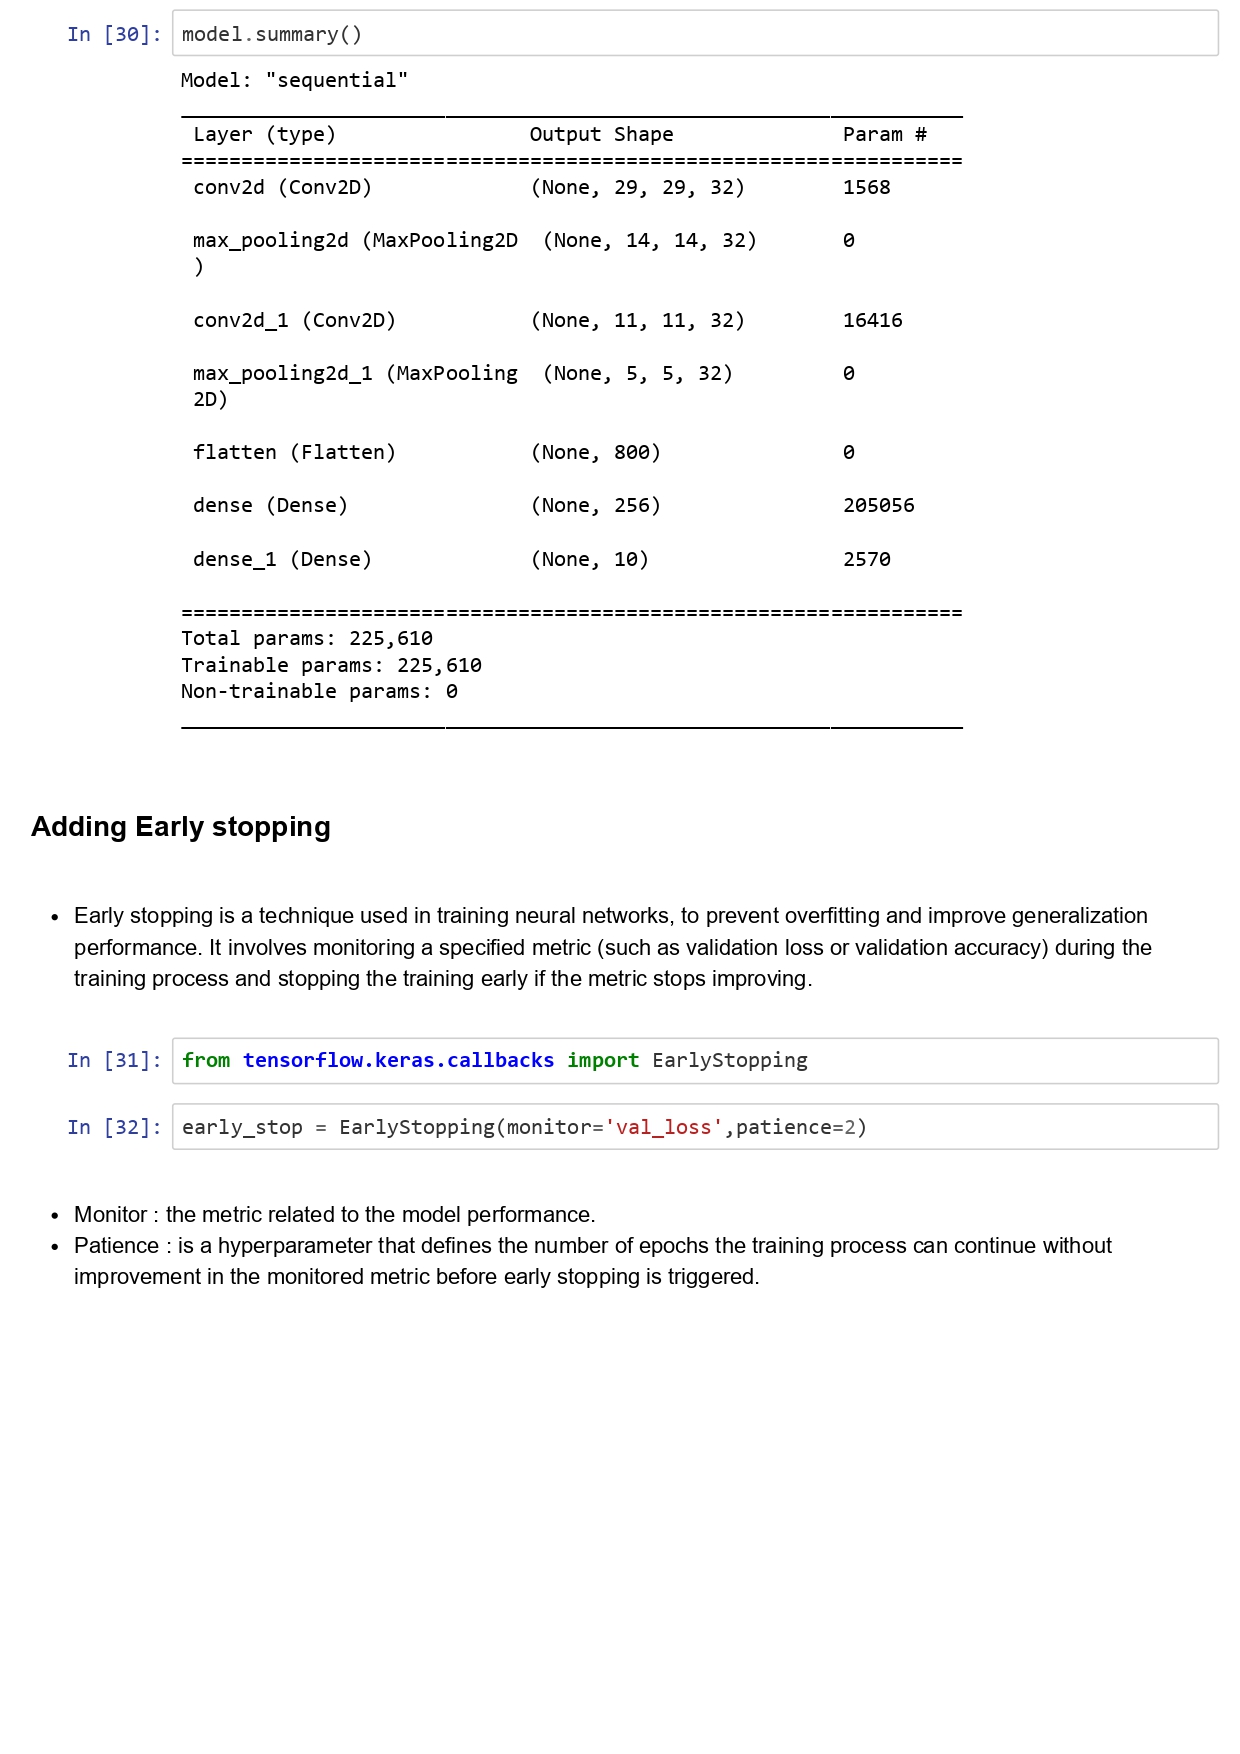 In [30]: model.summary()
Model: "sequential"
_________________________________________________________________
Layer (type) Output Shape Param #
=================================================================
conv2d (Conv2D) (None, 29, 29, 32) 1568
max_pooling2d (MaxPooling2D (None, 14, 14, 32) 0
)
conv2d_1 (Conv2D) (None, 11, 11, 32) 16416
max_pooling2d_1 (MaxPooling (None, 5, 5, 32) 0
2D)
flatten (Flatten) (None, 800) 0
dense (Dense) (None, 256) 205056
dense_1 (Dense) (None, 10) 2570
=================================================================
Total params: 225,610
Trainable params: 225,610
Non-trainable params: 0
_________________________________________________________________
Adding Early stopping
• Early stopping is a technique used in training neural networks, to prevent overfitting and improve generalization
performance. It involves monitoring a specified metric (such as validation loss or validation accuracy) during the
training process and stopping the training early if the metric stops improving.
In [31]: from tensorflow.keras.callbacks import EarlyStopping
In [32]: early_stop = EarlyStopping(monitor='val_loss',patience=2)
• Monitor : the metric related to the model performance.
• Patience : is a hyperparameter that defines the number of epochs the training process can continue without
improvement in the monitored metric before early stopping is triggered.